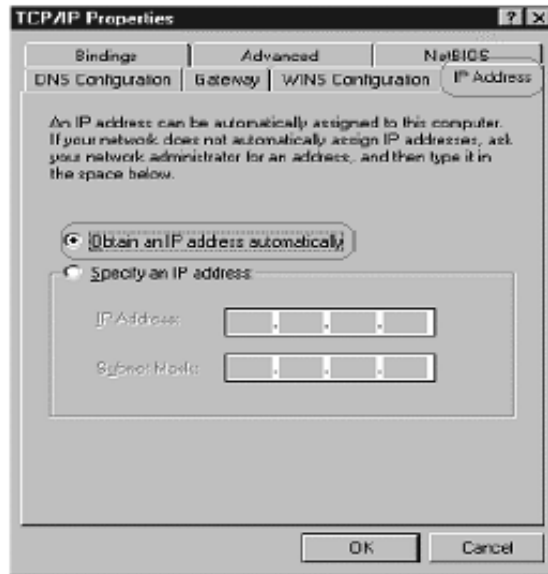 TCP/IP Properties
? X
Bindings Advanced NetBIOS
DNS Configuration Gateway WINS Configuration IP Address
An IP address can be automatically assigned to this computer.
If your network does not automatically assign IP addresses, ask
your network administrator for an address, and then type it in
the space below.
Obtain an IP address automatically
Specify an IP address:
IP Address:
Subnet Mask:
OK Cancel